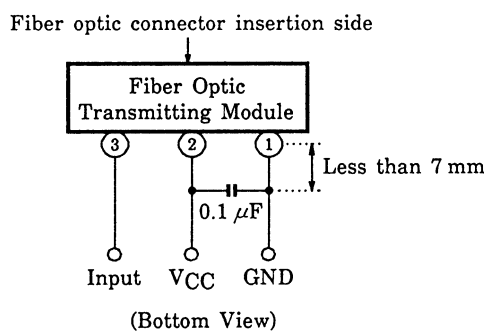 Fiber optic connector insertion side
Fiber Optic
Transmitting Module
3 2 1
Less than 7 mm
0.1 μF
Input VCC GND
(Bottom View)